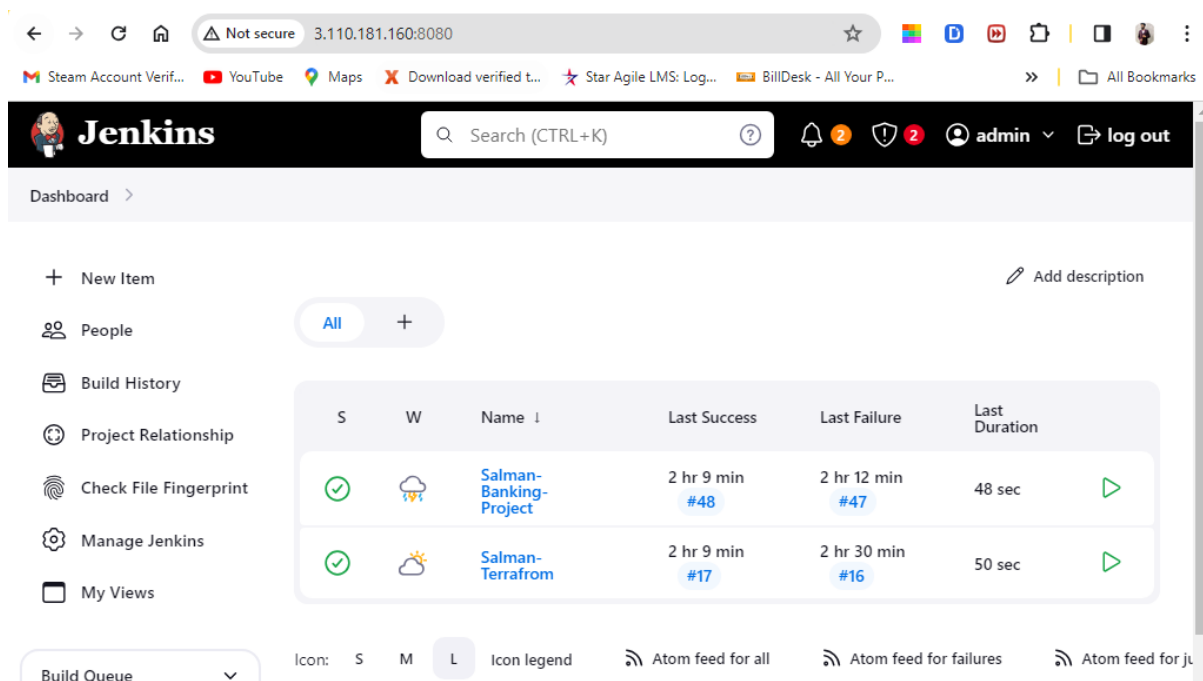 Not secure 3.110.181.160:8080
Steam Account Verif... YouTube Maps Download verified t... Star Agile LMS: Log... BillDesk - All Your P... » All Bookmarks
Jenkins Search (CTRL+K) 2 2 admin log out
Dashboard
New Item
Add description
People
All +
Build History
S W Name ↓ Last Success Last Failure Last
Duration
Project Relationship
Check File Fingerprint
Salman-
Banking-
Project
2 hr 9 min
#48
2 hr 12 min
#47
48 sec
Manage Jenkins
Salman-
Terrafrom
2 hr 9 min
#17
2 hr 30 min
#16
50 sec
My Views
Icon: S M L Icon legend Atom feed for all Atom feed for failures Atom feed for
Build Queue